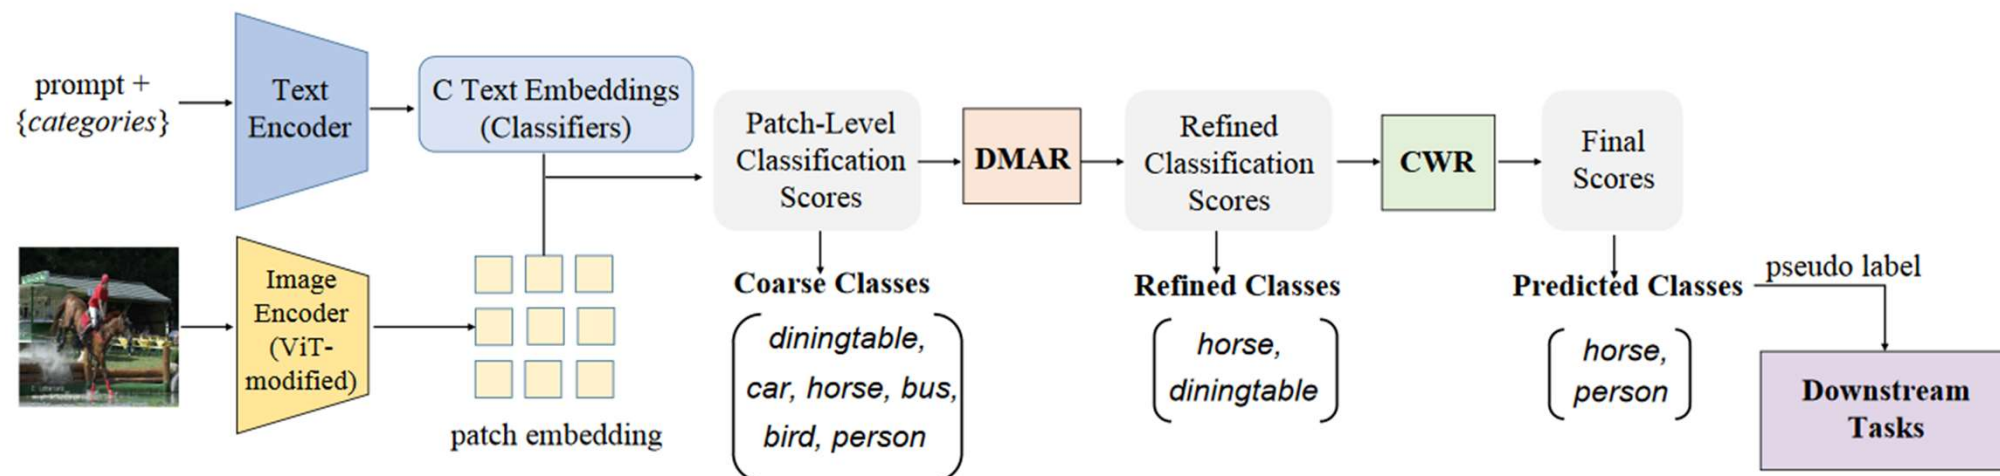 prompt +
{categories}
Text
Encoder
C Text Embeddings
(Classifiers)
Patch-Level
Classification
Scores
DMAR
Refined
Classification
Scores
CWR
Final
Scores
Image
Encoder
(ViT-
modified)
patch embedding
Coarse Classes
diningtable,
car, horse, bus,
bird, person
Refined Classes
horse,
diningtable
Predicted Classes
horse,
person
pseudo label
Downstream
Tasks